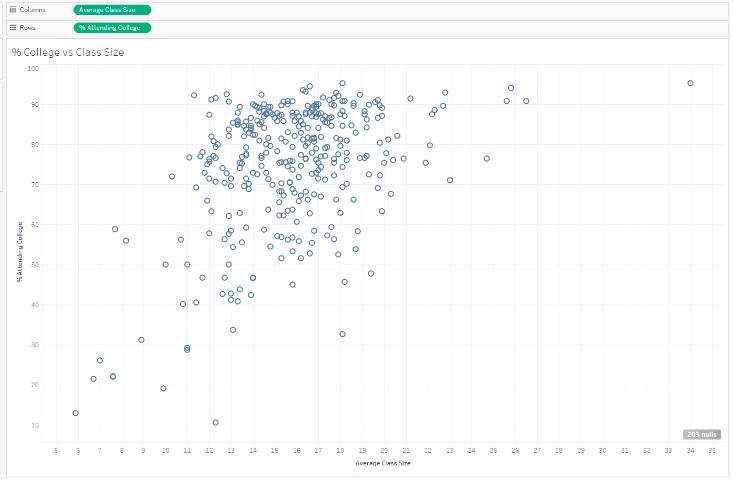 Columns Average Class Size
Rows % Attending College
% College vs Class Size
100
90
80
70
60
50
40
30
20
10
% Attending College
203 nulls
5 6 7 8 9 10 11 12 13 14 15 16 17 18 19 20 21 22 23 24 25 26 27 28 29 30 31 32 33 34 35
Average Class Size